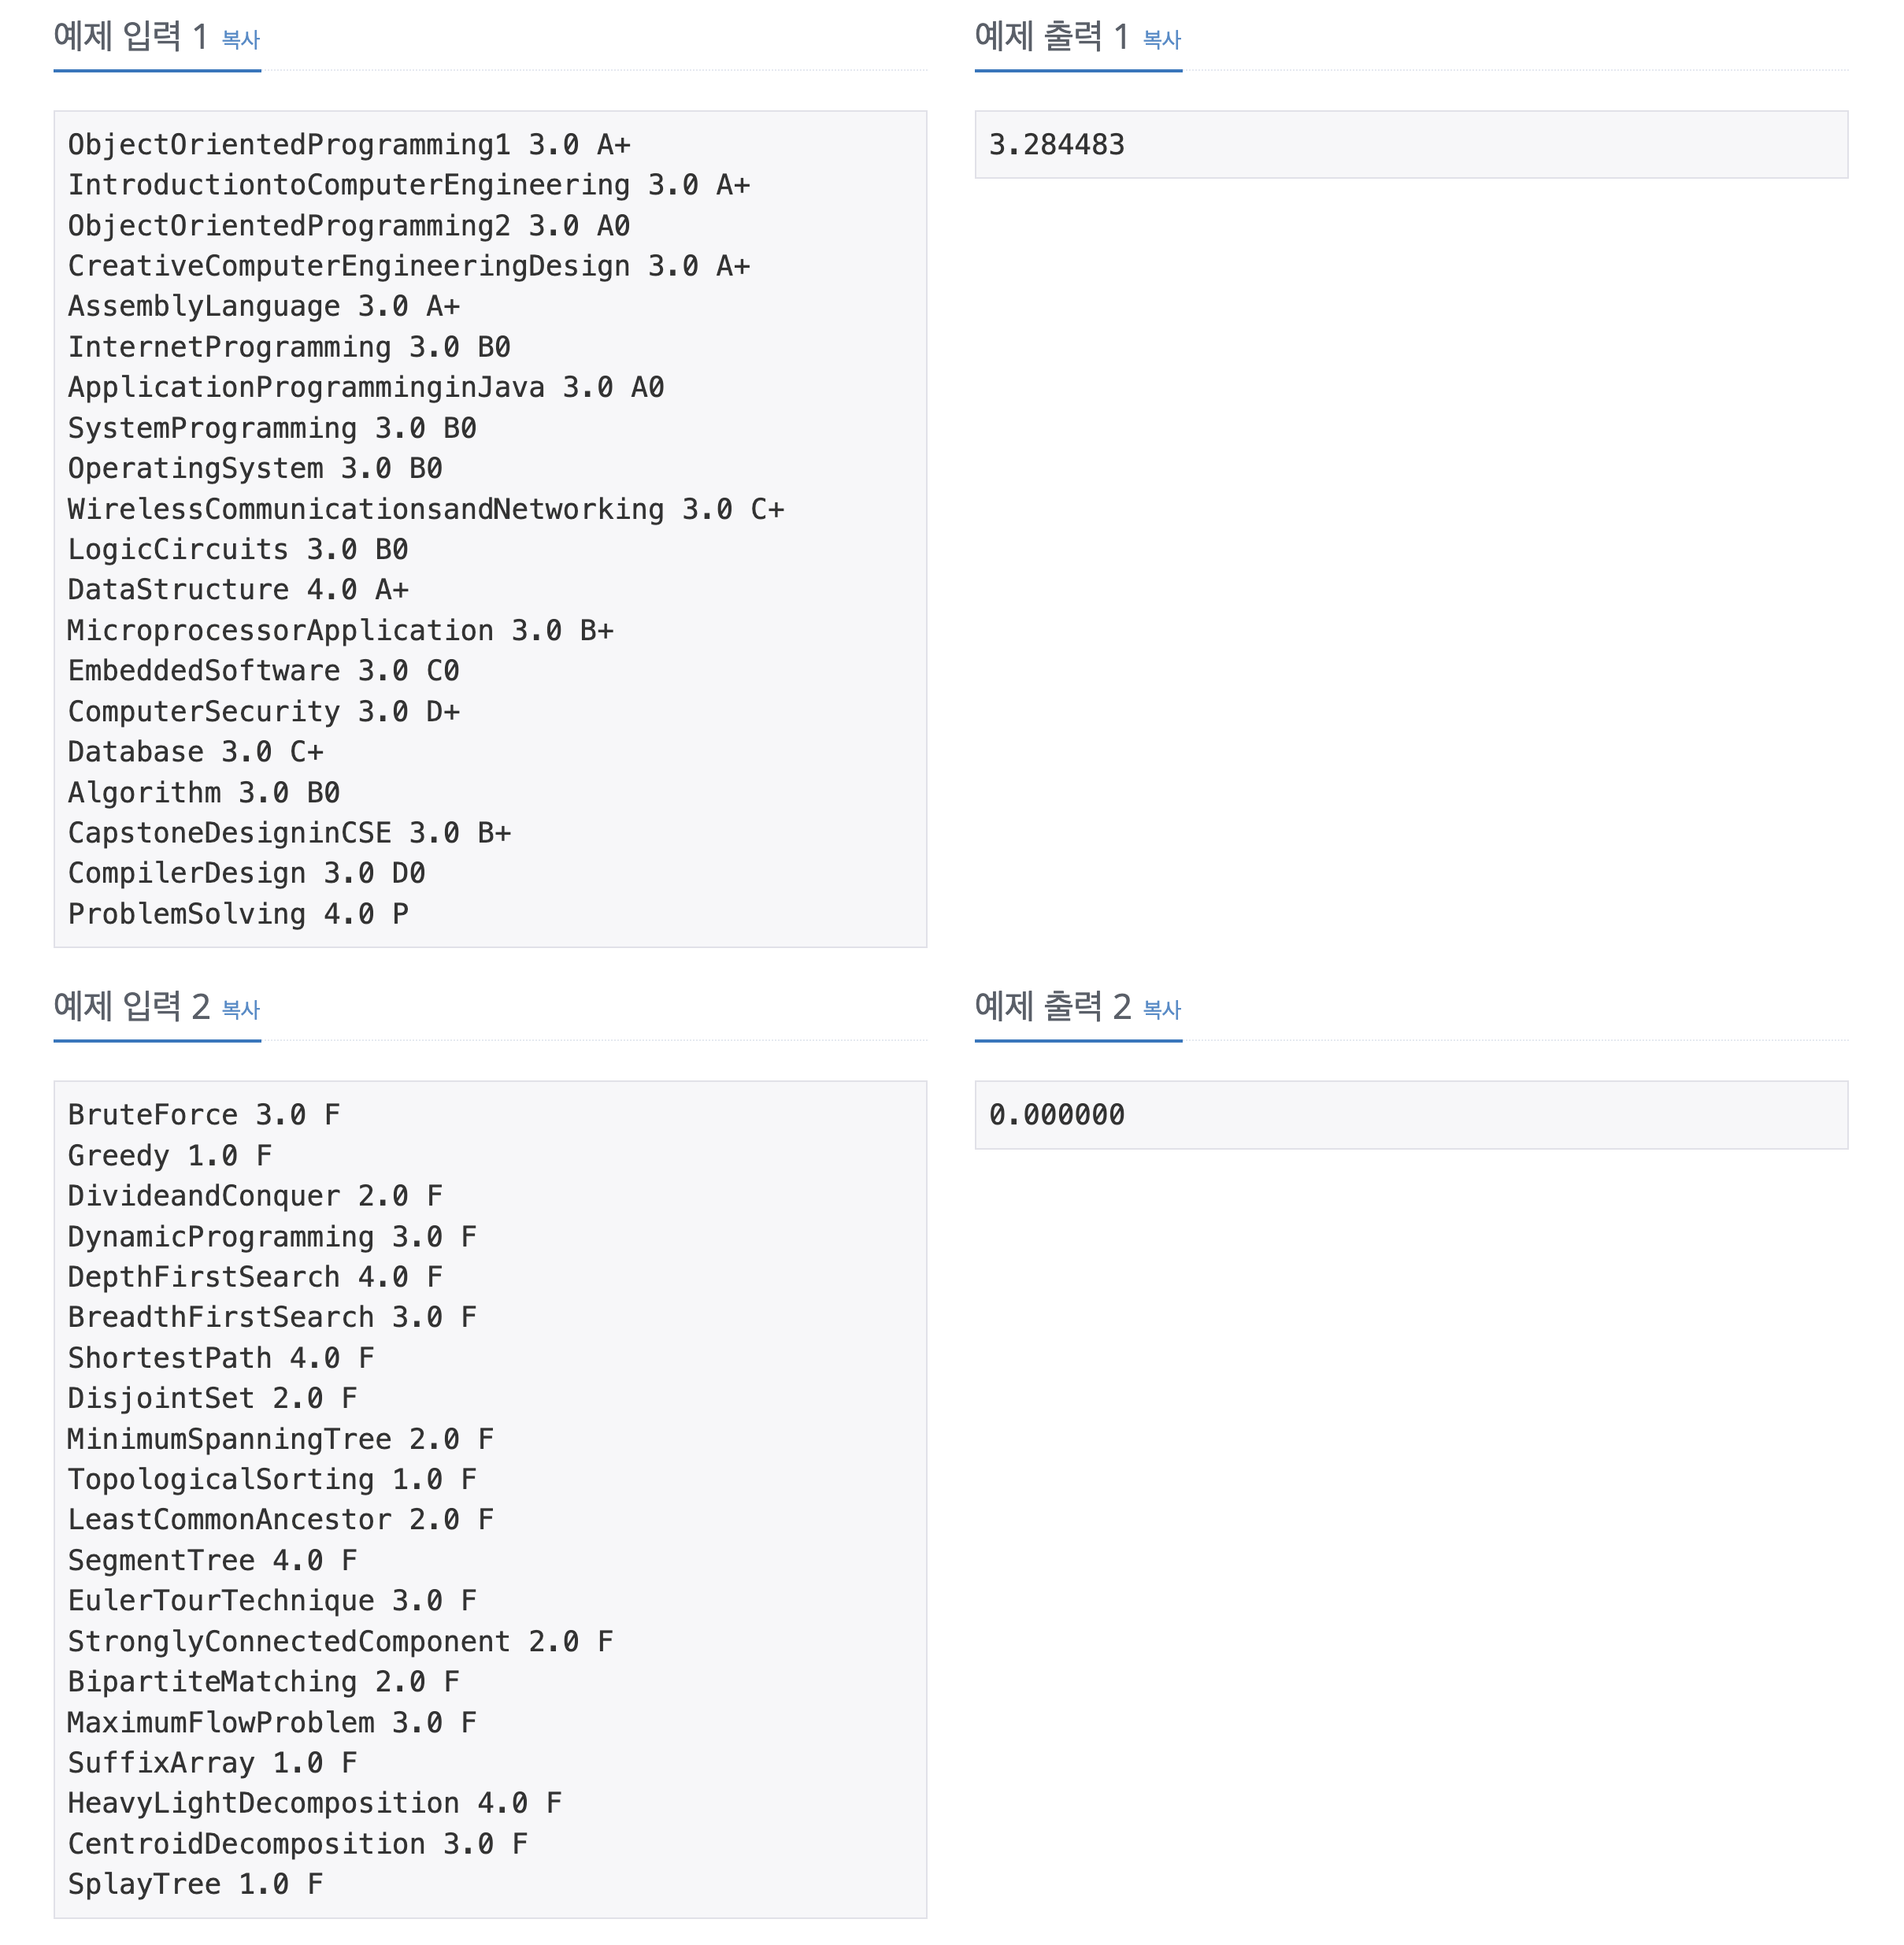 예제 입력 1 복사
ObjectOrientedProgramming1 3.0 A+
IntroductiontoComputerEngineering 3.0 A+
ObjectOrientedProgramming2 3.0 A0
CreativeComputerEngineeringDesign 3.0 A+
AssemblyLanguage 3.0 A+
InternetProgramming 3.0 B0
ApplicationProgramminginJava 3.0 A0
SystemProgramming 3.0 B0
OperatingSystem 3.0 B0
WirelessCommunicationsandNetworking 3.0 C+
LogicCircuits 3.0 B0
DataStructure 4.0 A+
MicroprocessorApplication 3.0 B+
EmbeddedSoftware 3.0 C0
ComputerSecurity 3.0 D+
Database 3.0 C+
Algorithm 3.0 B0
CapstoneDesigninCSE 3.0 B+
CompilerDesign 3.0 D0
ProblemSolving 4.0 P
예제 출력 1 복사
3.284483
예제 입력 2 복사
BruteForce 3.0 F
Greedy 1.0 F
DivideandConquer 2.0 F
DynamicProgramming 3.0 F
DepthFirstSearch 4.0 F
BreadthFirstSearch 3.0 F
ShortestPath 4.0 F
DisjointSet 2.0 F
MinimumSpanningTree 2.0 F
TopologicalSorting 1.0 F
LeastCommonAncestor 2.0 F
SegmentTree 4.0 F
EulerTourTechnique 3.0 F
StronglyConnectedComponent 2.0 F
BipartiteMatching 2.0 F
MaximumFlowProblem 3.0 F
SuffixArray 1.0 F
HeavyLightDecomposition 4.0 F
CentroidDecomposition 3.0 F
SplayTree 1.0 F
예제 출력 2 복사
0.000000